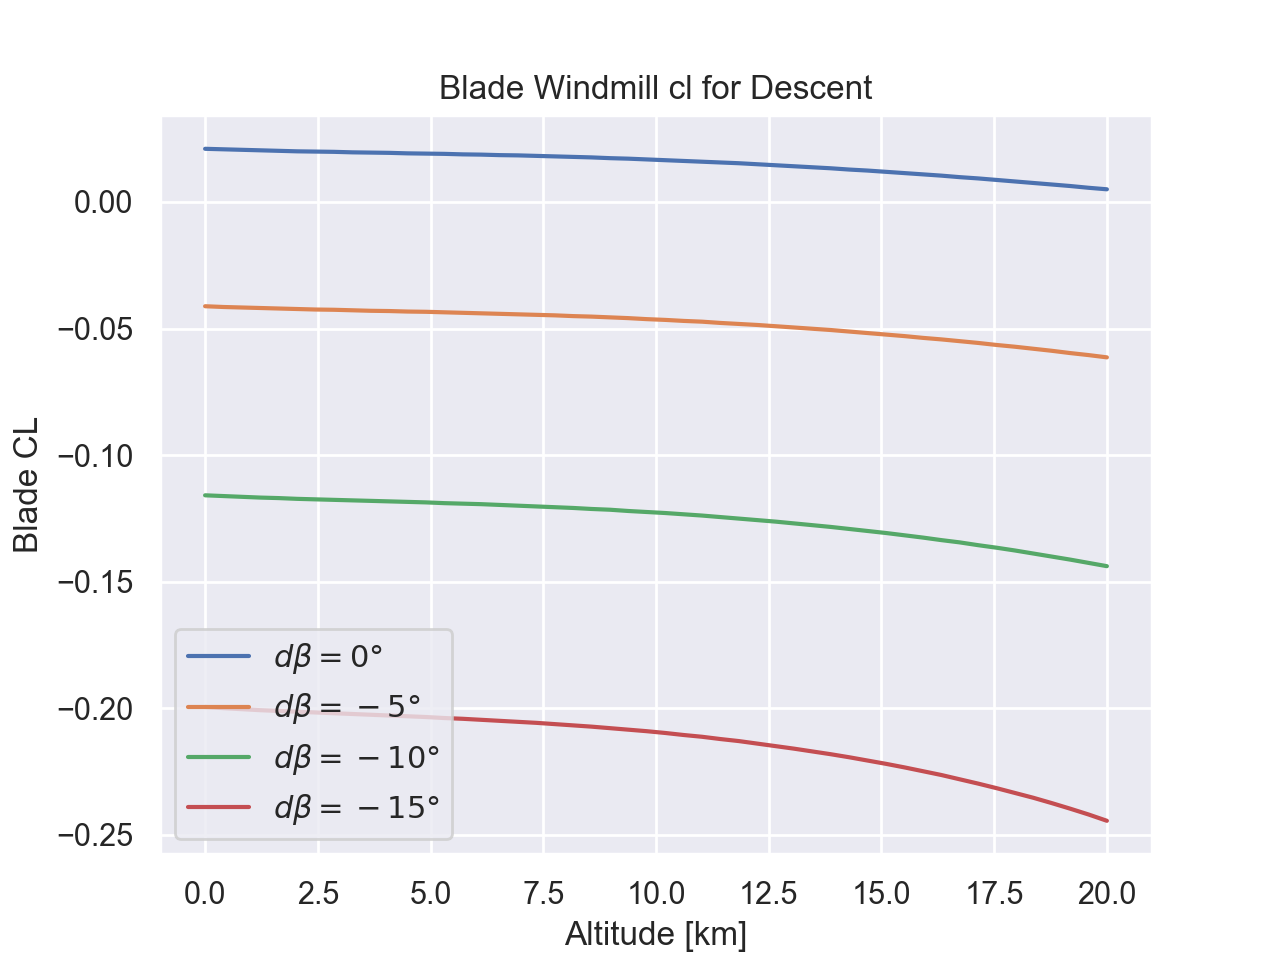 Blade Windmill cl for Descent
Blade CL
0.00
−0.05
−0.10
−0.15
−0.20
−0.25
dβ = 0°
dβ = −5°
dβ = −10°
dβ = −15°
0.0 2.5 5.0 7.5 10.0 12.5 15.0 17.5 20.0
Altitude [km]